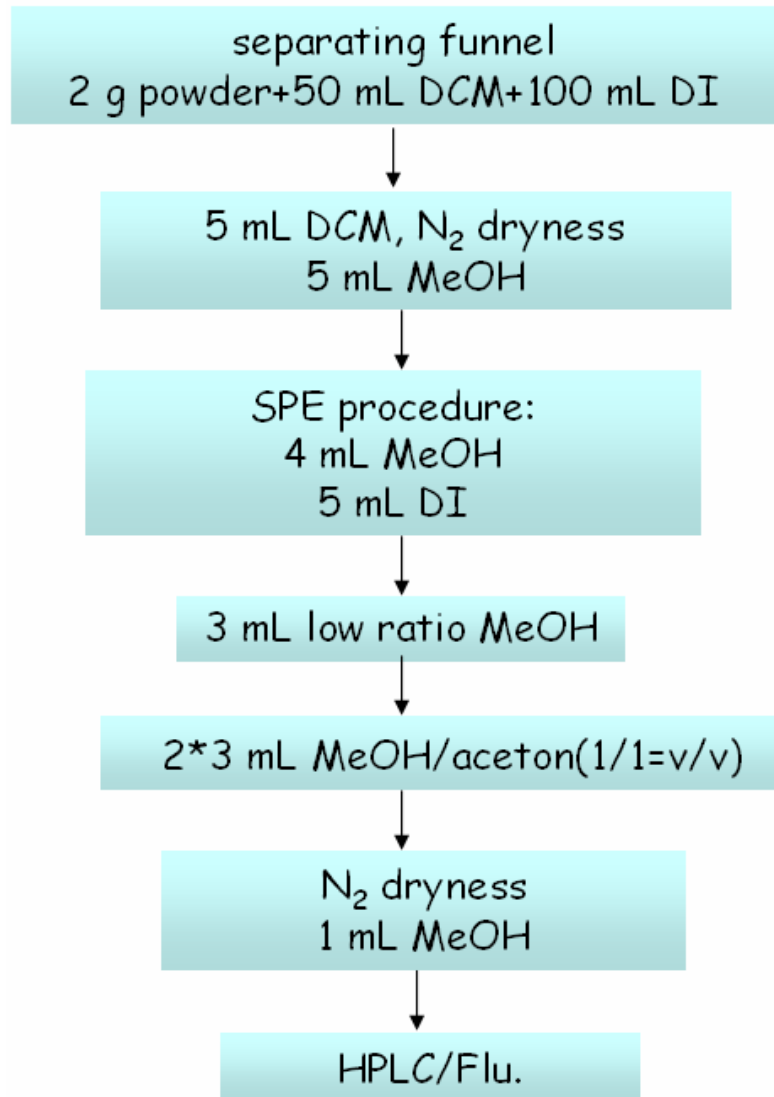 separating funnel
2 g powder+50 mL DCM+100 mL DI
5 mL DCM, N₂ dryness
5 mL MeOH
SPE procedure:
4 mL MeOH
5 mL DI
3 mL low ratio MeOH
2*3 mL MeOH/aceton(1/1=v/v)
N₂ dryness
1 mL MeOH
HPLC/Flu.